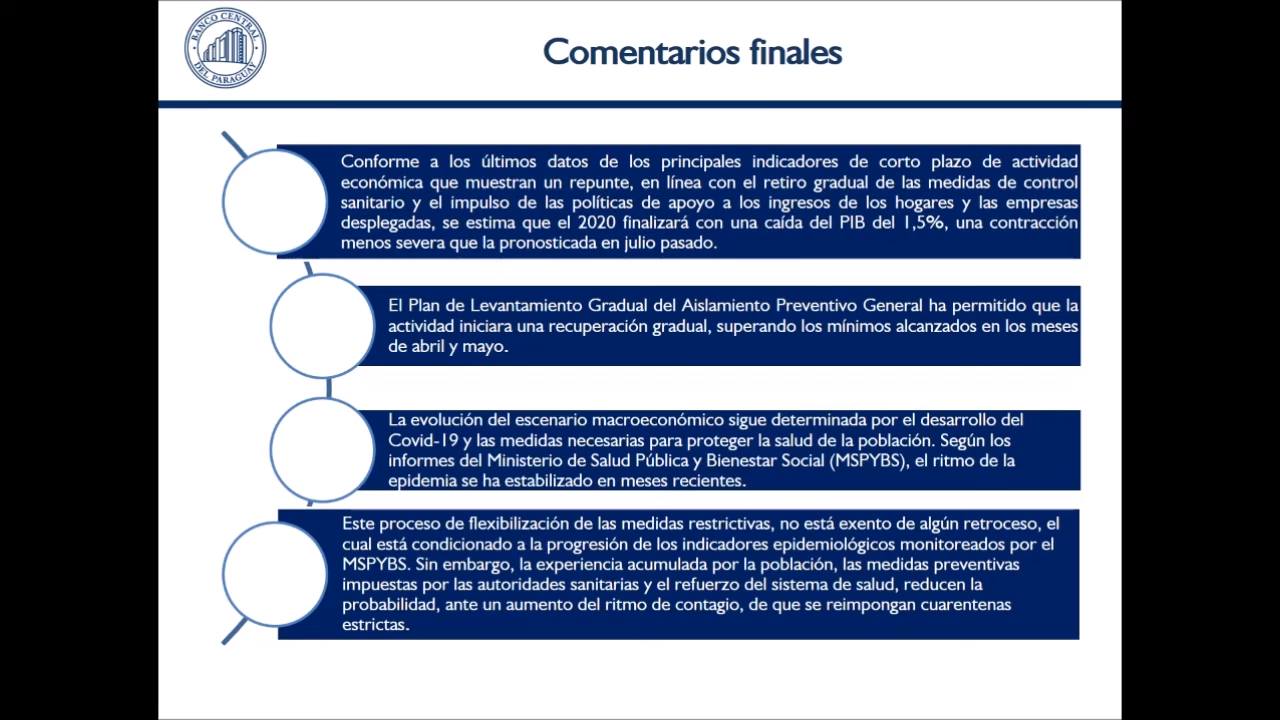 BANCO CENTRAL
DEL PARAGUAY
Comentarios finales
Conforme a los últimos datos de los principales indicadores de corto plazo de actividad
económica que muestran un repunte, en línea con el retiro gradual de las medidas de control
sanitario y el impulso de las políticas de apoyo a los ingresos de los hogares y las empresas
desplegadas, se estima que el 2020 finalizará con una caída del PIB del 1,5%, una contracción
menos severa que la pronosticada en julio pasado.
El Plan de Levantamiento Gradual del Aislamiento Preventivo General ha permitido que la
actividad iniciara una recuperación gradual, superando los mínimos alcanzados en los meses
de abril y mayo.
La evolución del escenario macroeconómico sigue determinada por el desarrollo del
Covid-19 y las medidas necesarias para proteger la salud de la población. Según los
informes del Ministerio de Salud Pública y Bienestar Social (MSPYBS), el ritmo de la
epidemia se ha estabilizado en meses recientes.
Este proceso de flexibilización de las medidas restrictivas, no está exento de algún retroceso, el
cual está condicionado a la progresión de los indicadores epidemiológicos monitoreados por el
MSPYBS. Sin embargo, la experiencia acumulada por la población, las medidas preventivas
impuestas por las autoridades sanitarias y el refuerzo del sistema de salud, reducen la
probabilidad, ante un aumento del ritmo de contagio, de que se reimpongan cuarentenas
estrictas.